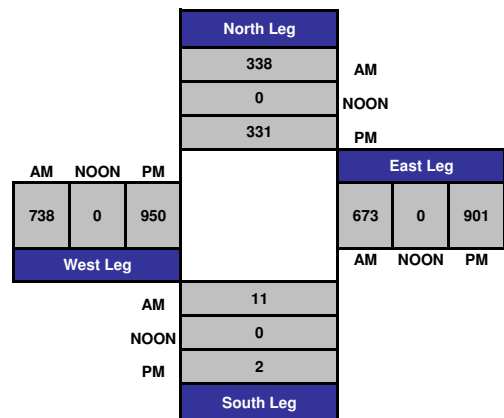 North Leg
338 AM
0 NOON
331 PM
AM NOON PM
East Leg
738 0 950
673 0 901
West Leg
AM NOON PM
AM 11
NOON 0
PM 2
South Leg